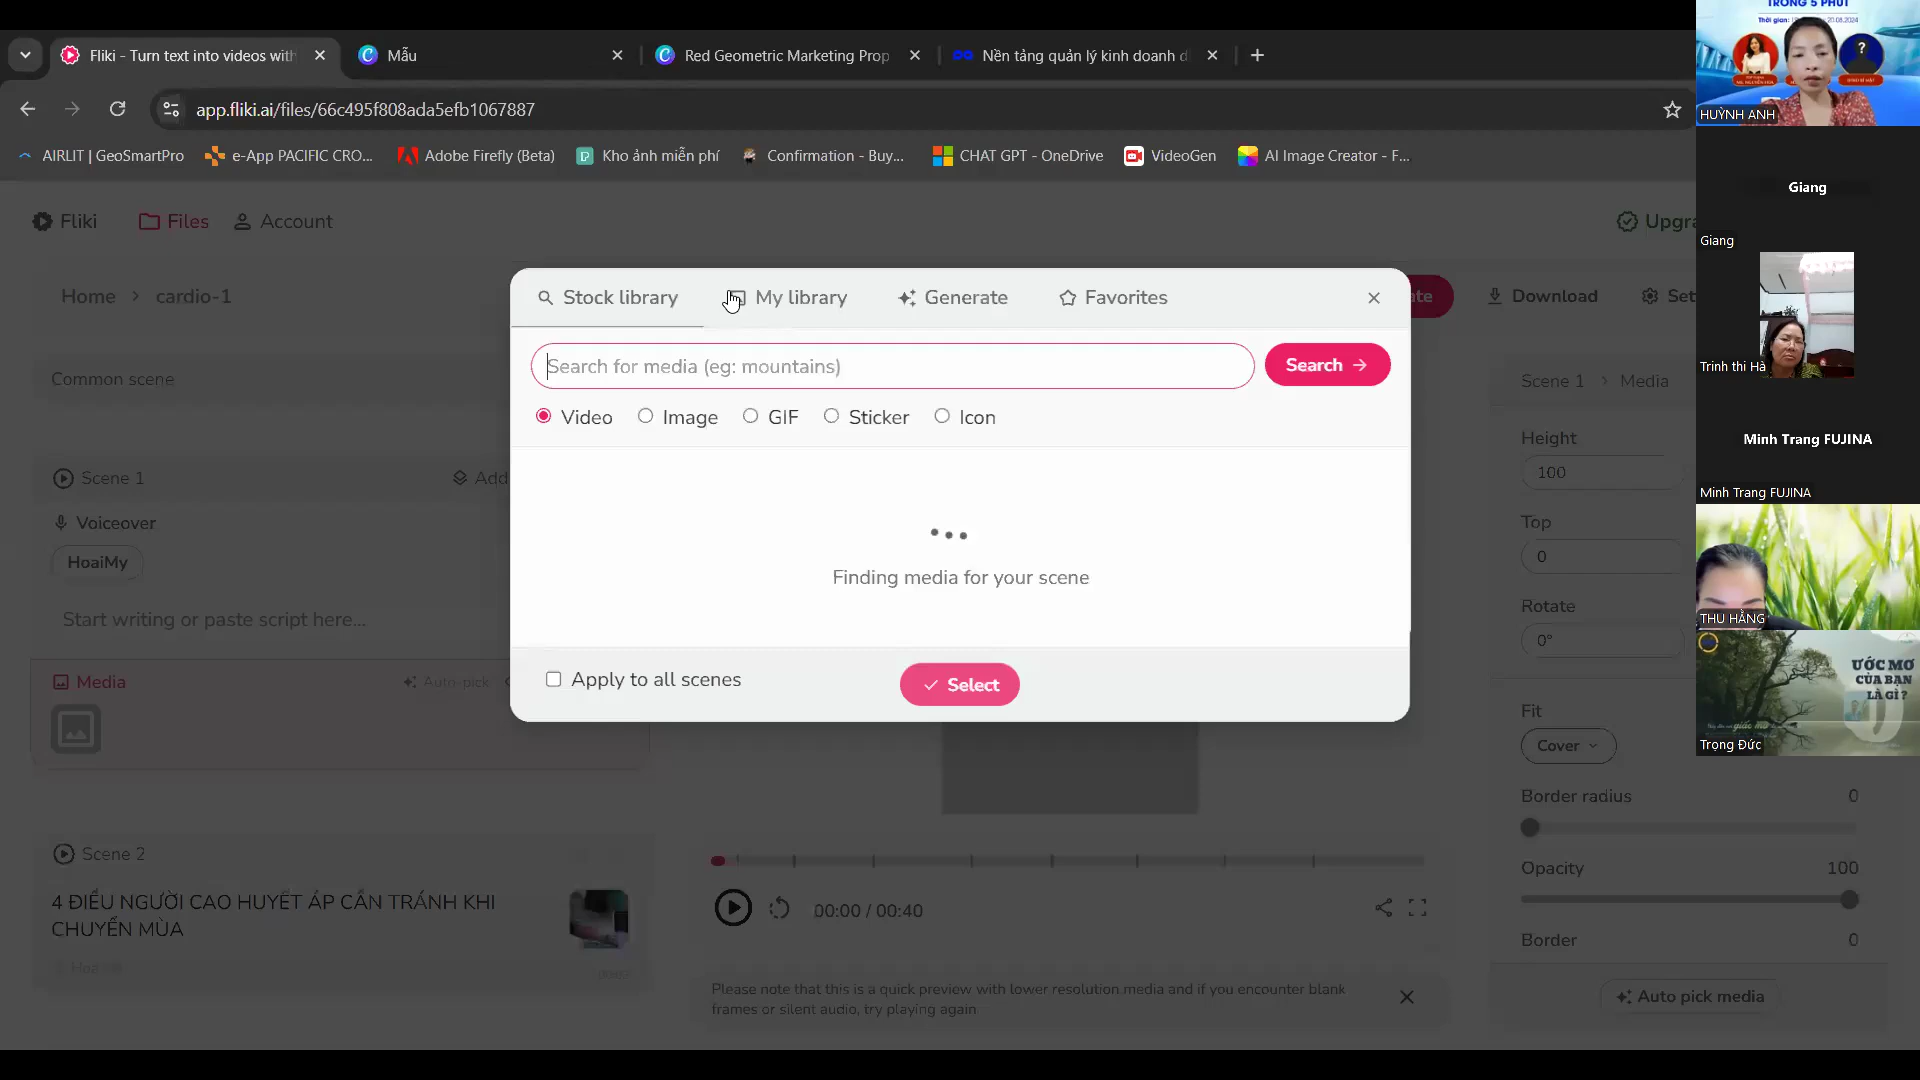 Fliki - Turn text into videos with
Mẫu
Red Geometric Marketing Prop
Nền tảng quản lý kinh doanh d
app.fliki.ai/files/66c495f808ada5efb1067887
AIRLIT | GeoSmartPro
e-App PACIFIC CRO...
Adobe Firefly (Beta)
Kho ảnh miễn phí
Confirmation - Buy...
CHAT GPT - OneDrive
VideoGen
AI Image Creator - F...
Fliki
Files
Account
Upgra
Home > cardio-1
Download
Set
Common scene
Scene 1
Add
Voiceover
HoaiMy
Start writing or paste script here...
Media
Auto-pick
Scene 2
4 ĐIỀU NGƯỜI CAO HUYẾT ÁP CẦN TRÁNH KHI
CHUYỂN MÙA
Stock library
My library
Generate
Favorites
Search for media (eg: mountains)
Search
Video
Image
GIF
Sticker
Icon
Finding media for your scene
Apply to all scenes
Select
00:00 / 00:40
Please note that this is a quick preview with lower resolution media and if you encounter blank
frames or silent audio, try playing again
Scene 1 > Media
Height
100
Top
0
Rotate
0°
Fit
Cover
Border radius
0
Opacity
100
Border
0
Auto pick media
TRONG 5 PHÚT
HUỲNH ANH
Giang
Giang
Trinh thi Hà
Minh Trang FUJINA
Minh Trang FUJINA
THU HẰNG
ƯỚC MƠ
CỦA BẠN
LÀ GÌ ?
Trọng Đức